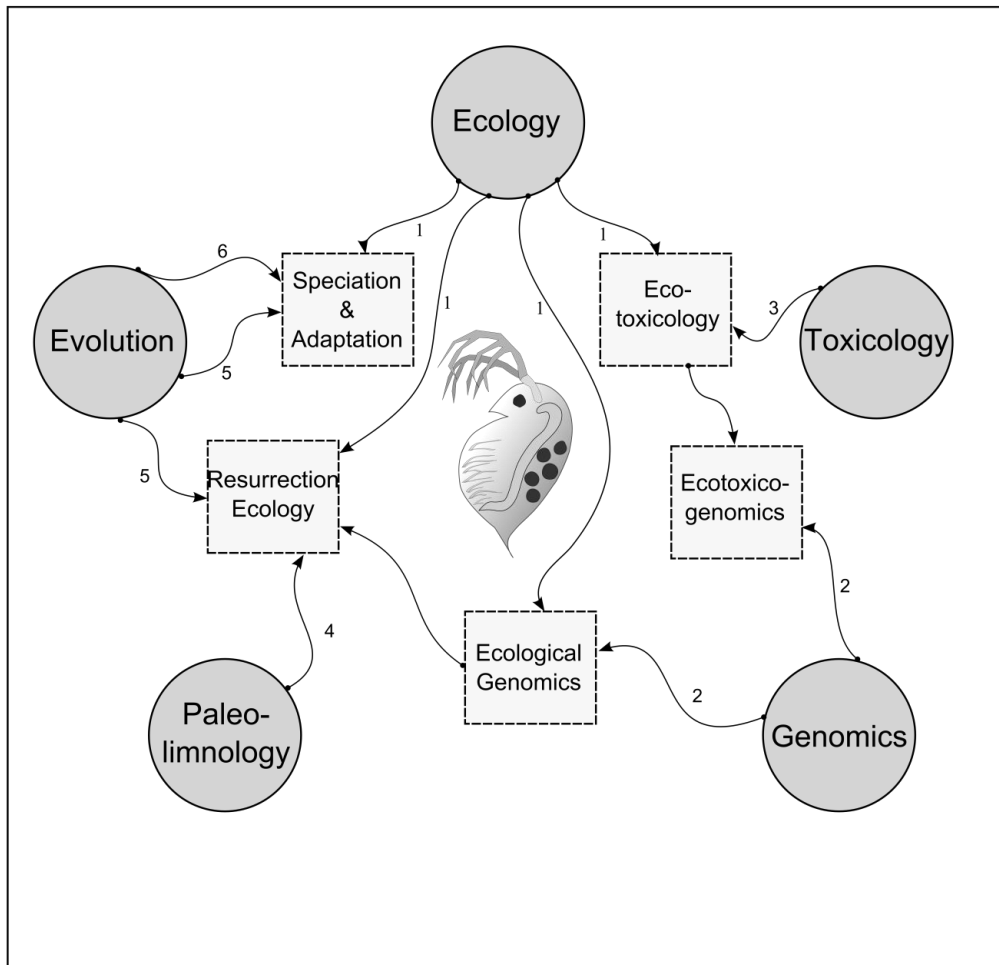 Ecology
1
1
1
1
6
Speciation
&
Adaptation
Eco-
toxicology
3
Toxicology
Evolution
5
5
Resurrection
Ecology
Ecotoxico-
genomics
2
4
Ecological
Genomics
2
Paleo-
limnology
Genomics